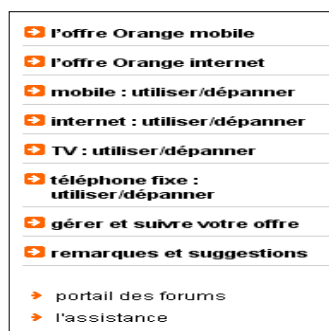 l'offre Orange mobile
l'offre Orange internet
mobile : utiliser/dépanner
internet : utiliser/dépanner
TV : utiliser/dépanner
téléphone fixe :
utiliser/dépanner
gérer et suivre votre offre
remarques et suggestions
portail des forums
l'assistance